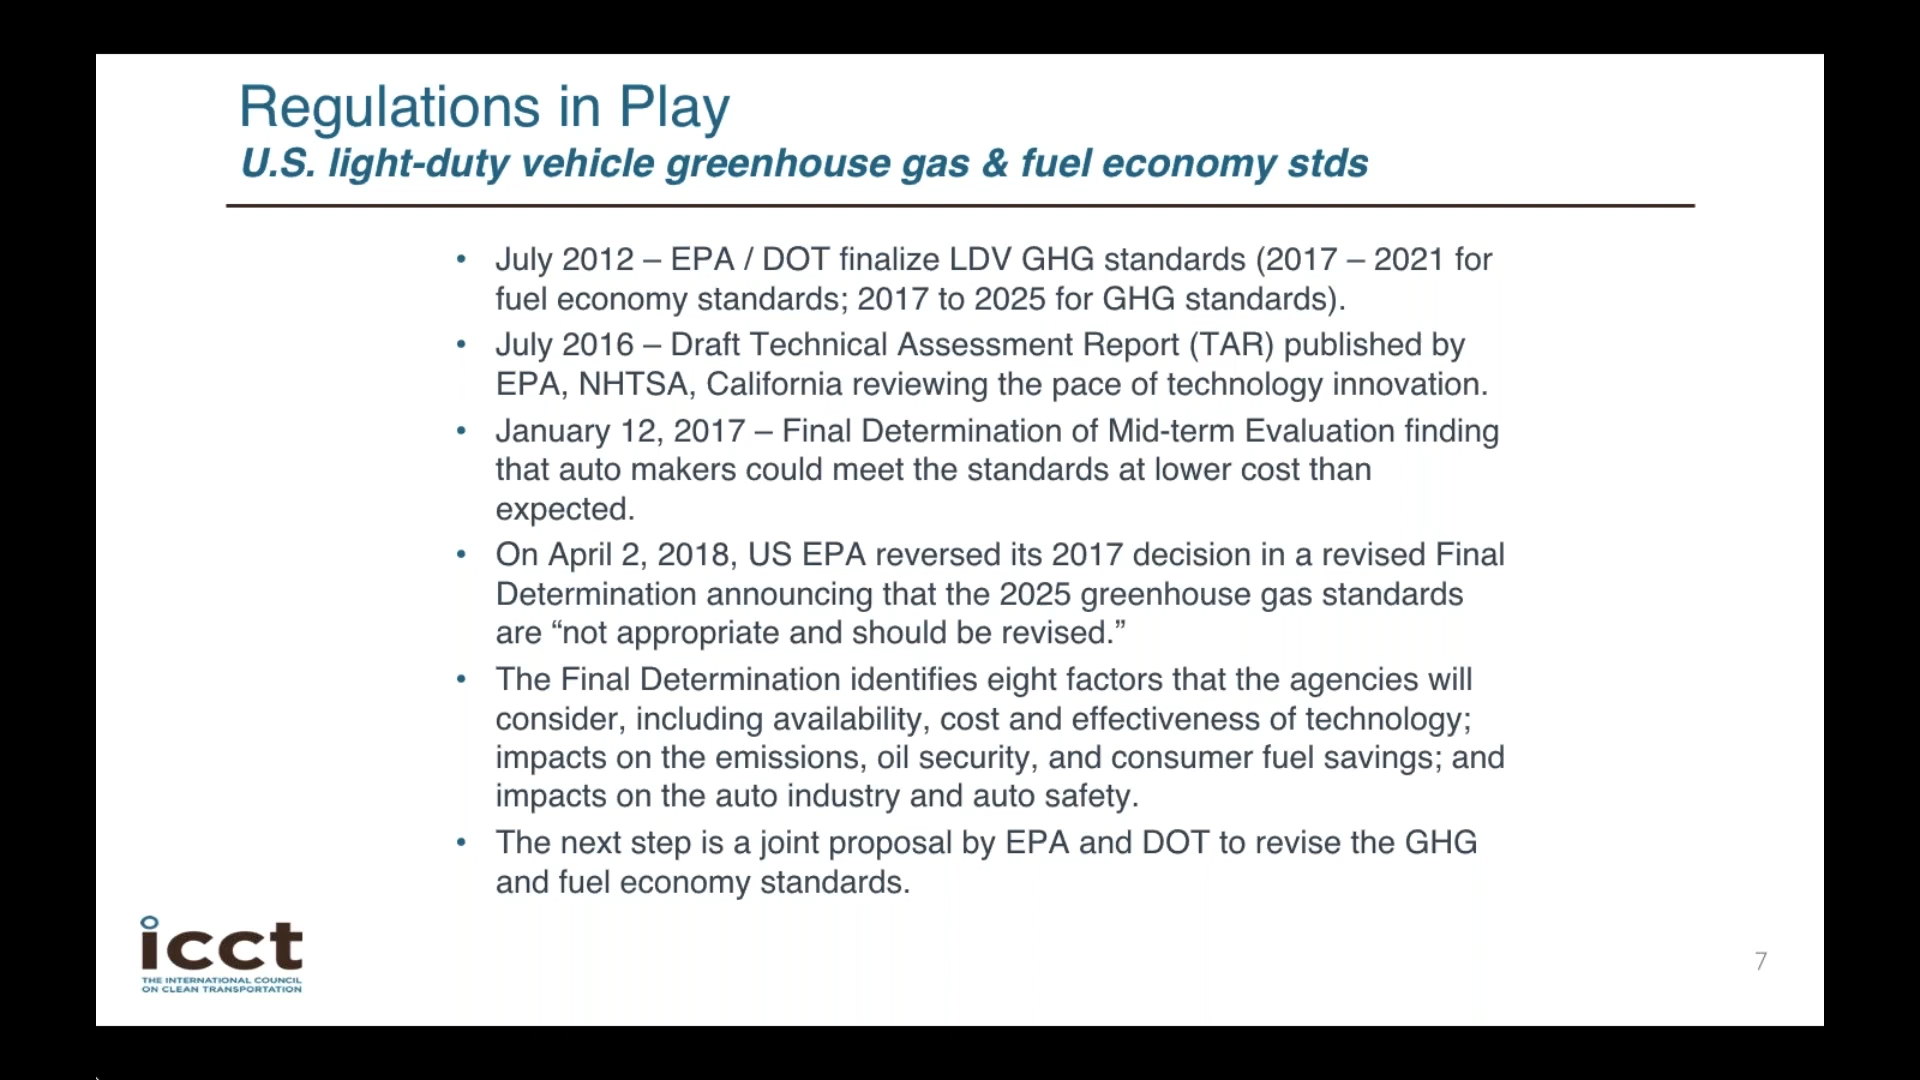 Regulations in Play
U.S. light-duty vehicle greenhouse gas & fuel economy stds
• July 2012 – EPA / DOT finalize LDV GHG standards (2017 – 2021 for
fuel economy standards; 2017 to 2025 for GHG standards).
• July 2016 – Draft Technical Assessment Report (TAR) published by
EPA, NHTSA, California reviewing the pace of technology innovation.
• January 12, 2017 – Final Determination of Mid-term Evaluation finding
that auto makers could meet the standards at lower cost than
expected.
• On April 2, 2018, US EPA reversed its 2017 decision in a revised Final
Determination announcing that the 2025 greenhouse gas standards
are “not appropriate and should be revised.”
• The Final Determination identifies eight factors that the agencies will
consider, including availability, cost and effectiveness of technology;
impacts on the emissions, oil security, and consumer fuel savings; and
impacts on the auto industry and auto safety.
• The next step is a joint proposal by EPA and DOT to revise the GHG
and fuel economy standards.
icct
THE INTERNATIONAL COUNCIL
ON CLEAN TRANSPORTATION
7